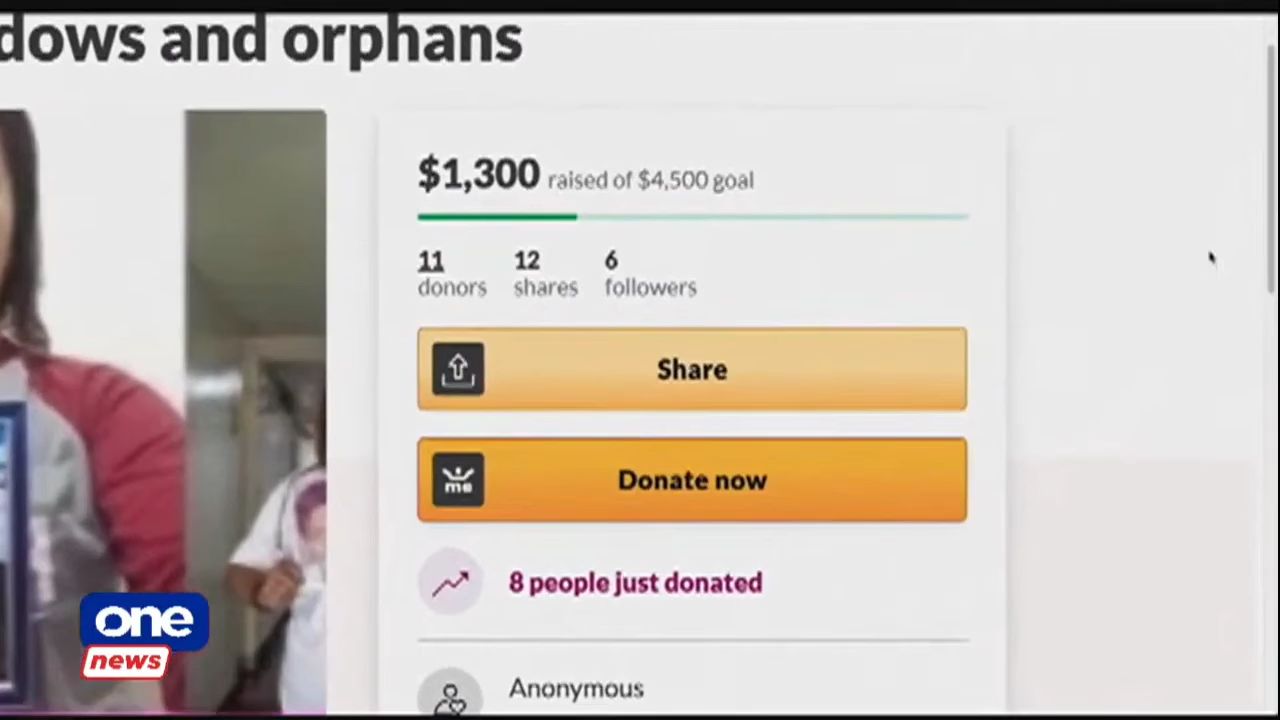 dows and orphans
$1,300 raised of $4,500 goal
11 donors
12 shares
6 followers
Share
me
Donate now
8 people just donated
Anonymous
one
news